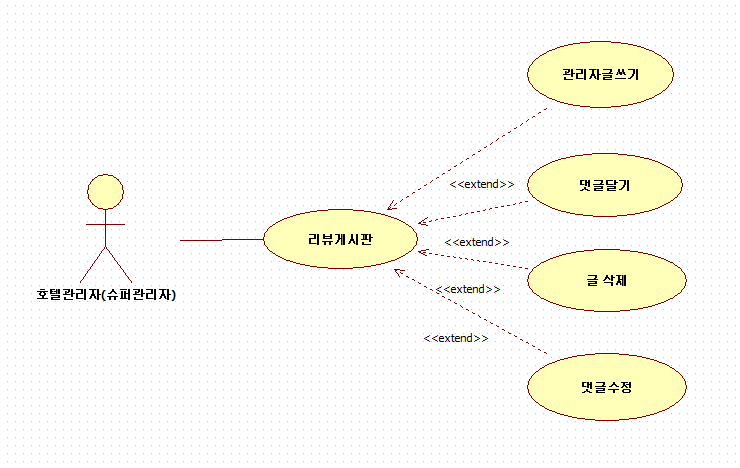 관리자글쓰기
<<extend>>
댓글달기
리뷰게시판
<<extend>>
글 삭제
호텔관리자(슈퍼관리자)
<<extend>>
<<extend>>
댓글수정